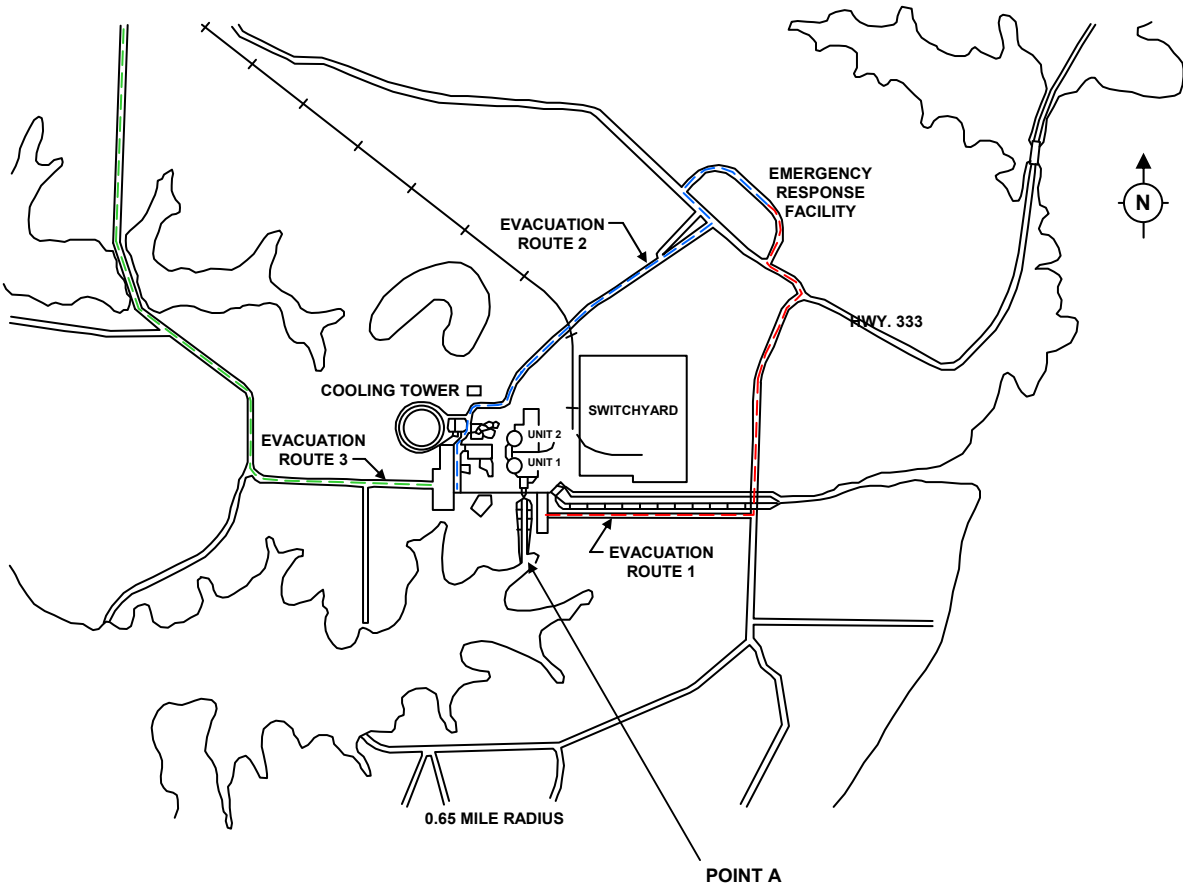 EMERGENCY
RESPONSE
FACILITY
N
EVACUATION
ROUTE 2
HWY. 333
COOLING TOWER
SWITCHYARD
UNIT 2
EVACUATION
ROUTE 3
UNIT 1
EVACUATION
ROUTE 1
0.65 MILE RADIUS
POINT A